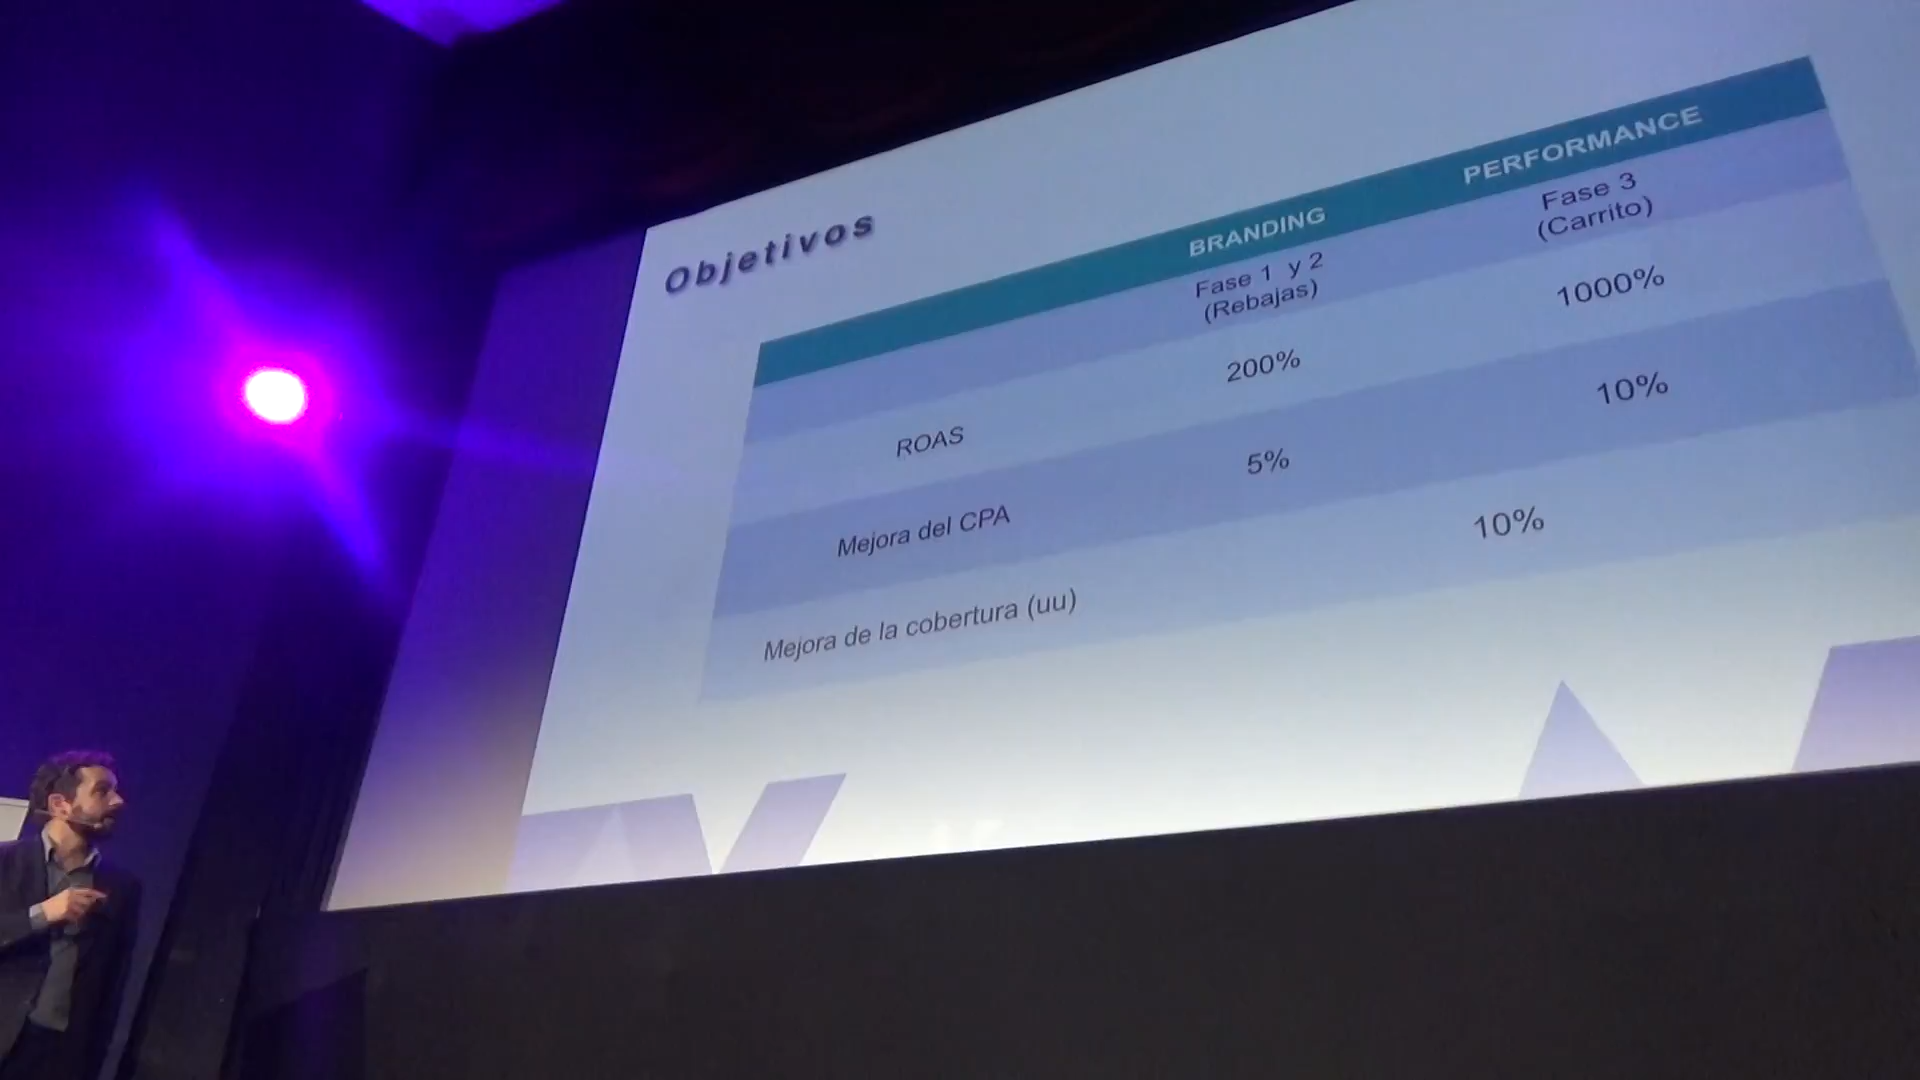 Objetivos
BRANDING PERFORMANCE
Fase 1 y 2 Fase 3
(Rebajas) (Carrito)
ROAS 200% 1000%
Mejora del CPA 5% 10%
Mejora de la cobertura (uu) 10%